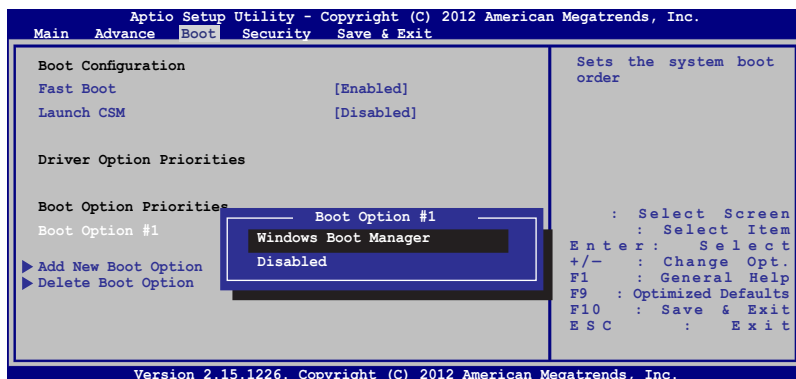 Aptio Setup Utility - Copyright (C) 2012 American Megatrends, Inc.
Main Advance Boot Security Save & Exit
Boot Configuration
Fast Boot [Enabled]
Launch CSM [Disabled]
Driver Option Priorities
Boot Option Priorities
Boot Option #1
Add New Boot Option
Delete Boot Option
Boot Option #1
Windows Boot Manager
Disabled
Sets the system boot
order
: Select Screen
: Select Item
Enter: Select
+/— : Change Opt.
F1 : General Help
F9 : Optimized Defaults
F10 : Save & Exit
ESC : Exit
Version 2.15.1226. Copyright (C) 2012 American Megatrends, Inc.